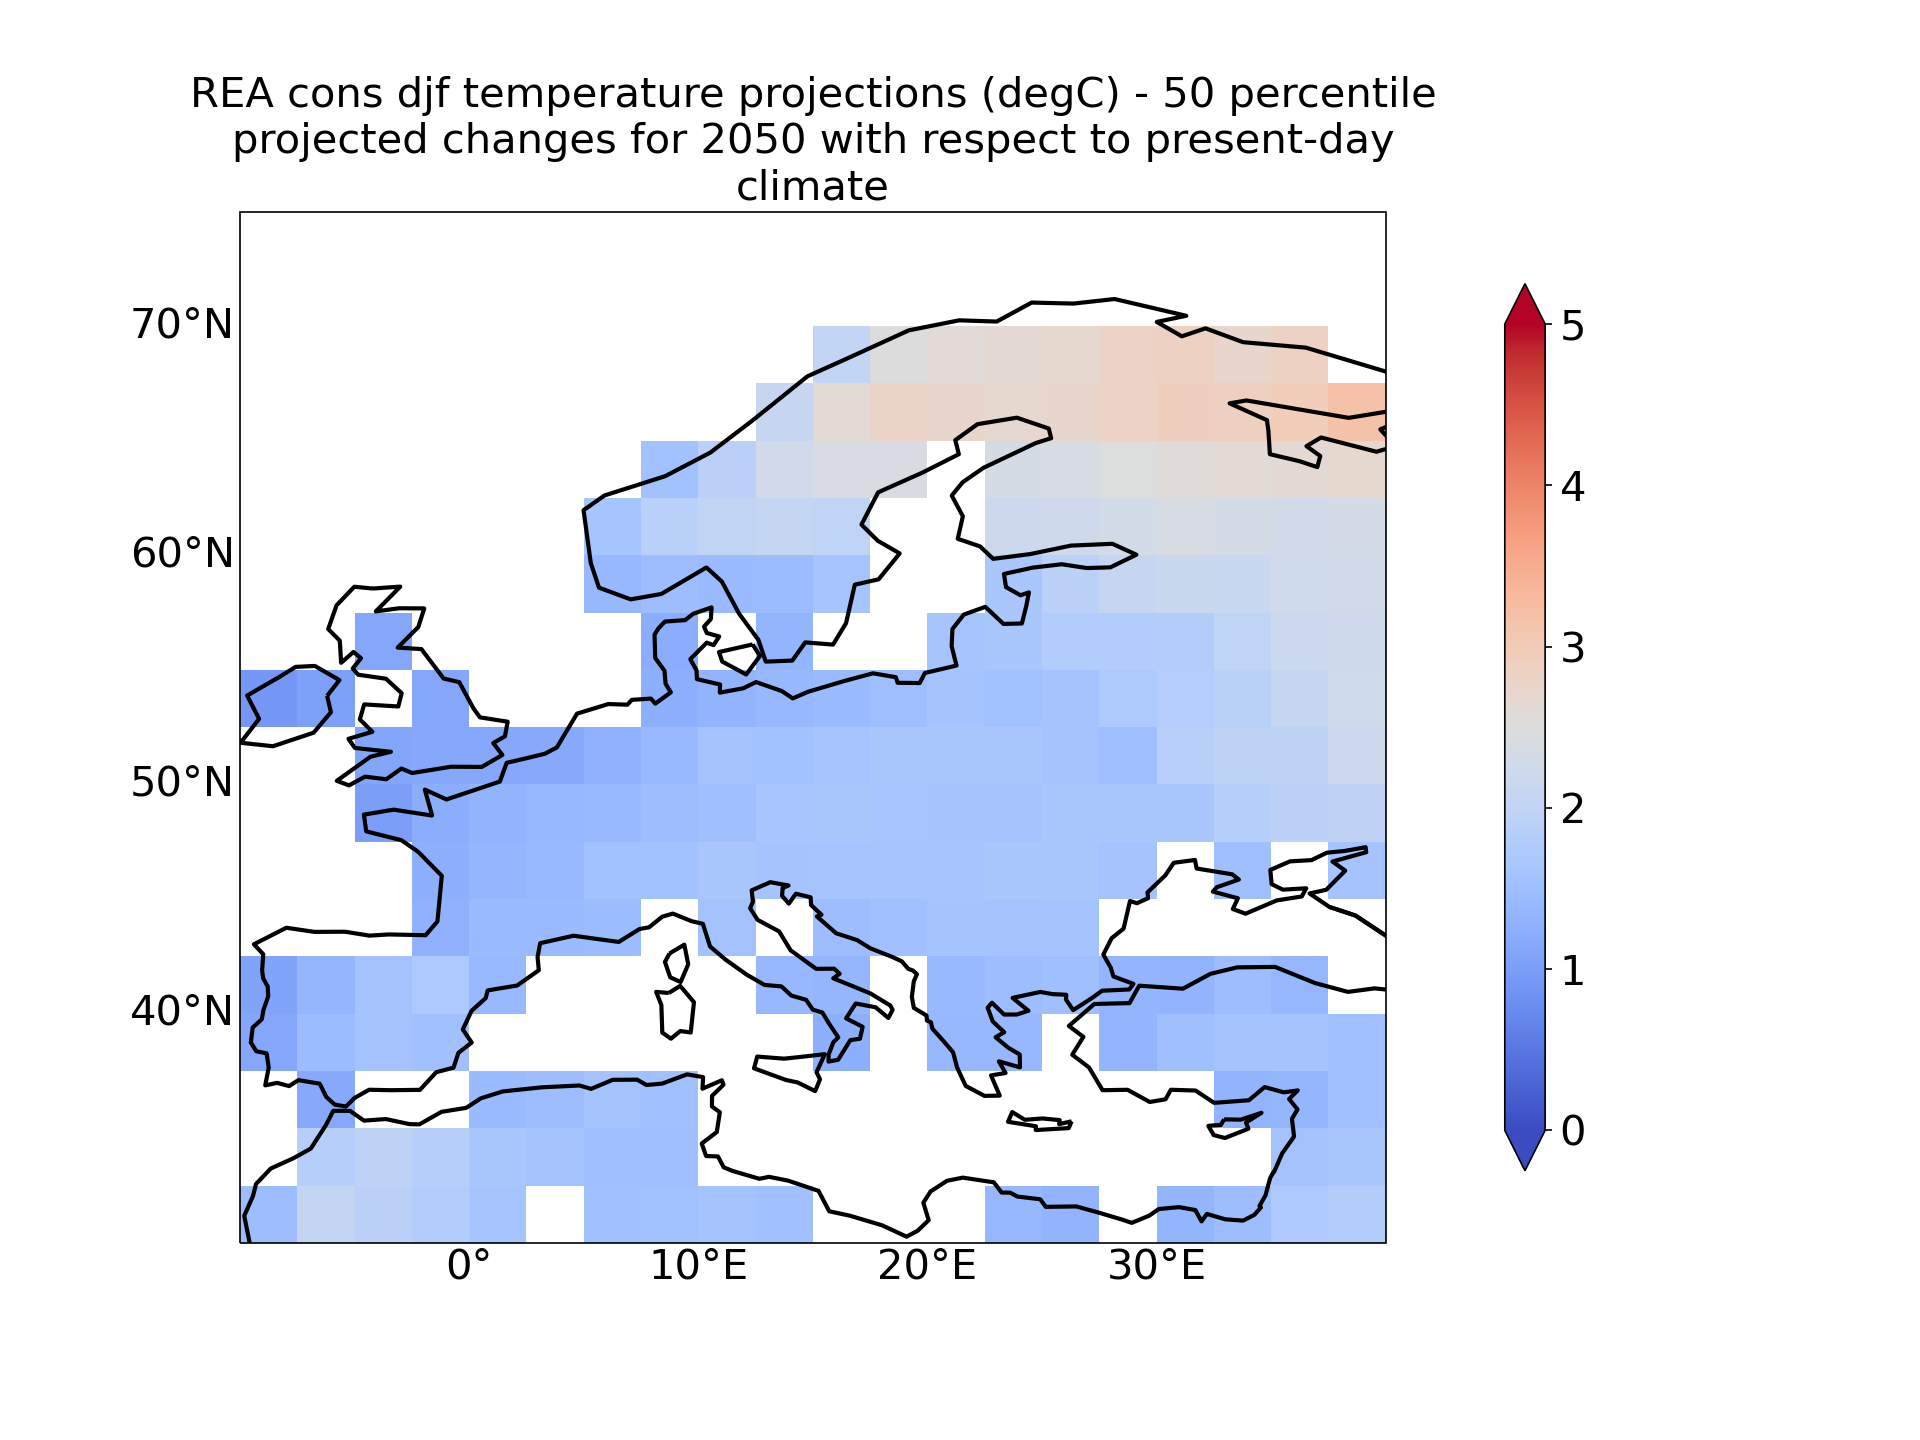 REA cons djf temperature projections (degC) - 50 percentile
projected changes for 2050 with respect to present-day
climate
70°N
60°N
50°N
40°N
0°
10°E
20°E
30°E
5
4
3
2
1
0